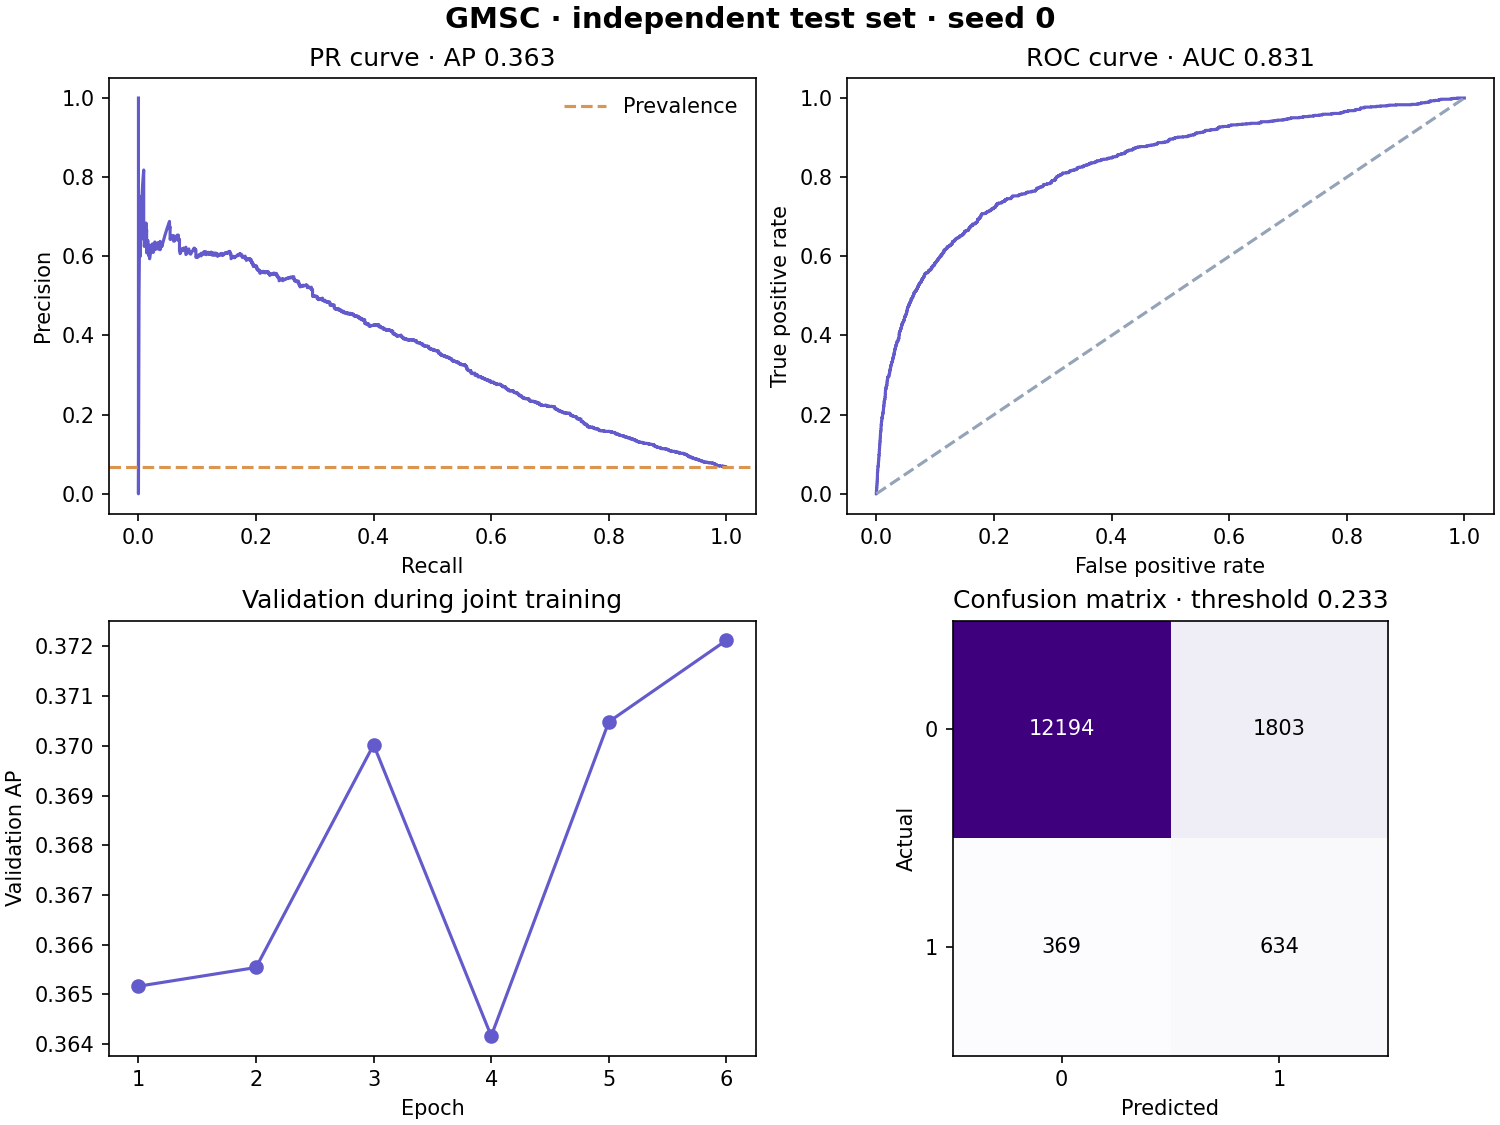 GMSC · independent test set · seed 0
PR curve · AP 0.363
Precision
1.0
0.8
0.6
0.4
0.2
0.0
Prevalence
0.0 0.2 0.4 0.6 0.8 1.0
Recall
ROC curve · AUC 0.831
True positive rate
1.0
0.8
0.6
0.4
0.2
0.0
0.0 0.2 0.4 0.6 0.8 1.0
False positive rate
Validation during joint training
Validation AP
0.372
0.371
0.370
0.369
0.368
0.367
0.366
0.365
0.364
1 2 3 4 5 6
Epoch
Confusion matrix · threshold 0.233
Actual
0 12194 1803
1 369 634
0 1
Predicted